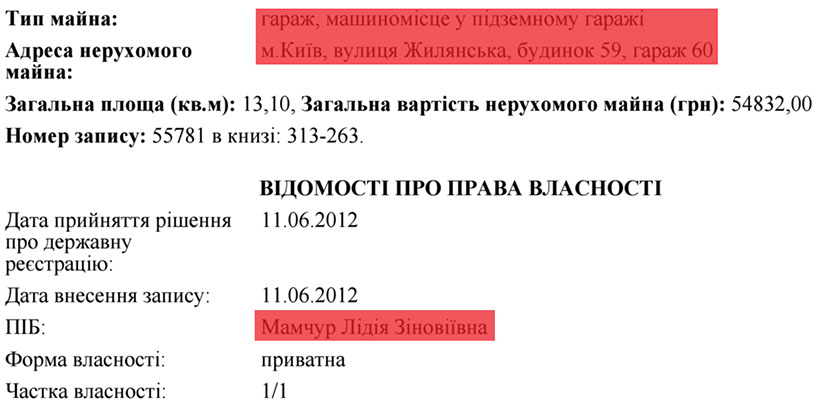 Тип майна: гараж, машиномісце у підземному гаражі
Адреса нерухомого м.Київ, вулиця Жилянська, будинок 59, гараж 60
майна:
Загальна площа (кв.м): 13,10, Загальна вартість нерухомого майна (грн): 54832,00
Номер запису: 55781 в книзі: 313-263.
ВІДОМОСТІ ПРО ПРАВА ВЛАСНОСТІ
Дата прийняття рішення 11.06.2012
про державну
реєстрацію:
Дата внесення запису: 11.06.2012
ПІБ: Мамчур Лідія Зіновіївна
Форма власності: приватна
Частка власності: 1/1